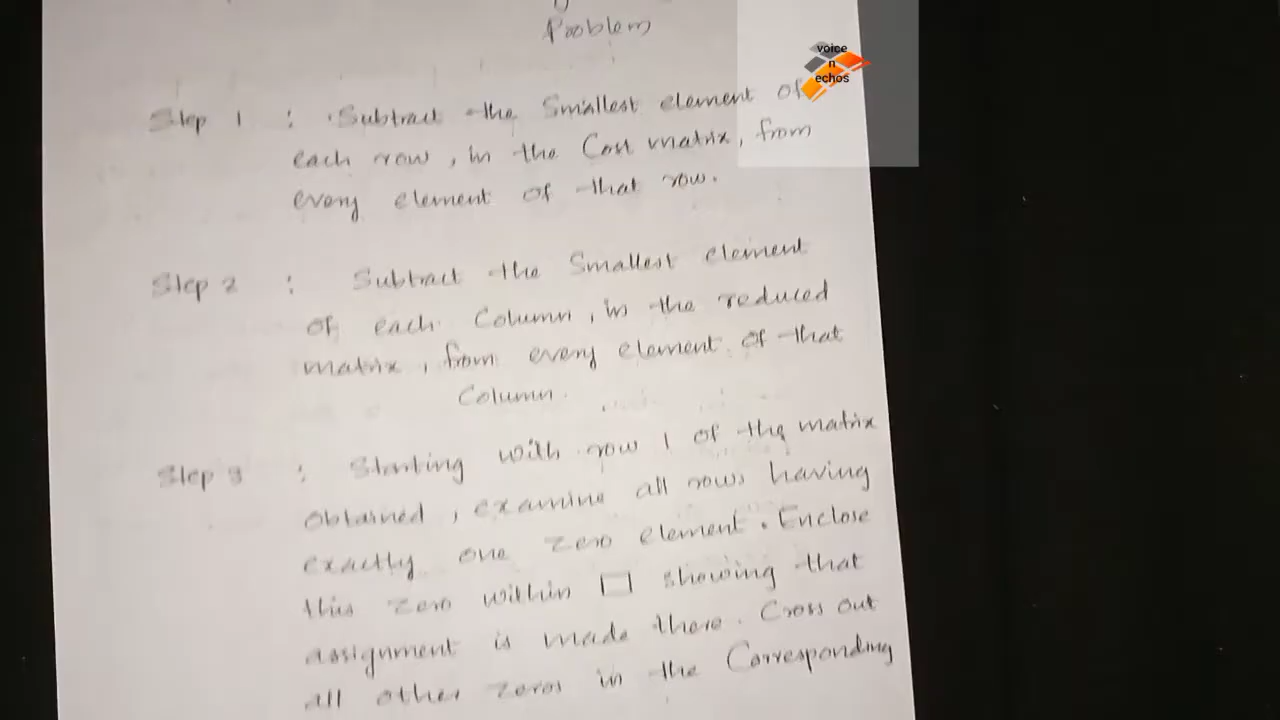 Problem
voice
n
echos
Step 1 : Subtract the Smallest element of
each row, in the Cost matrix, from
every element of that row.
Step 2 : Subtract the Smallest element
of each Column, in the reduced
matrix, from every element of that
Column.
Step 3 : Starting with row 1 of the matrix
obtained, examine all rows having
exactly one zero element. Enclose
this zero within □ showing that
assignment is made there. Cross out
all other zeros in the Corresponding